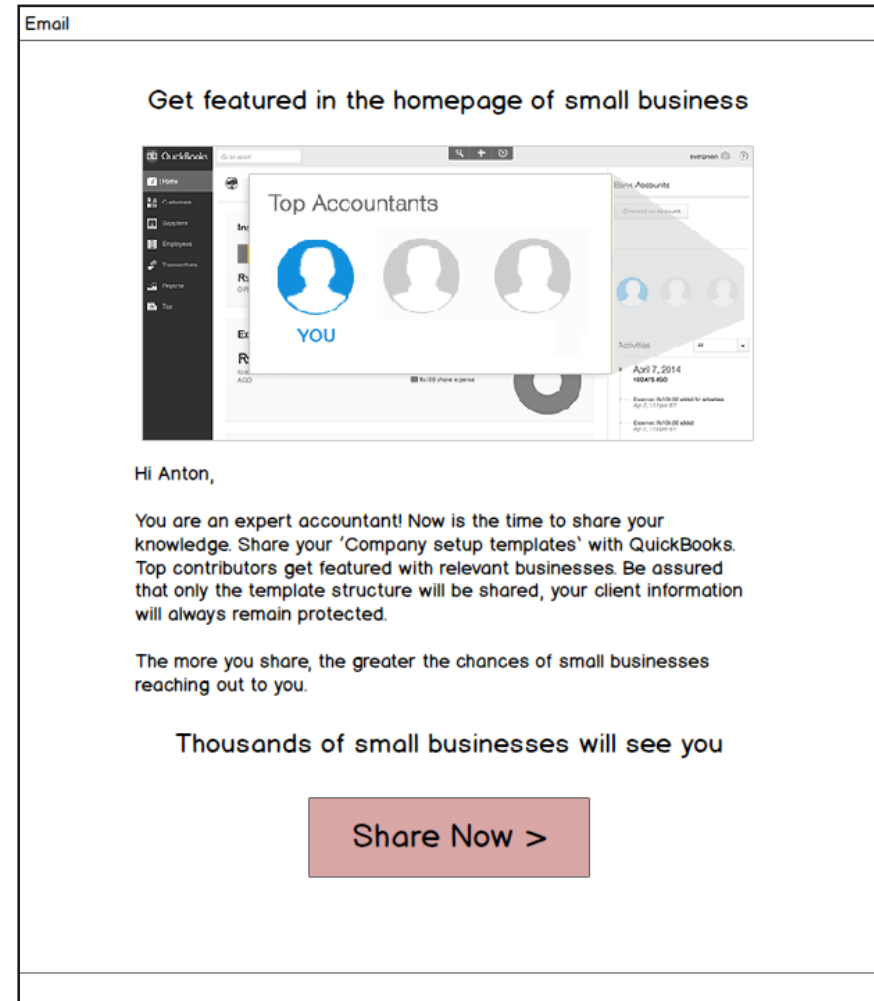 Email
Get featured in the homepage of small business
QuickBooks
Home
Customers
Suppliers
Employees
Transactions
Reports
Tax
Top Accountants
YOU
Bank Accounts
Activities
All
April 7, 2014
AGO
Hi Anton,
You are an expert accountant! Now is the time to share your
knowledge. Share your ‘Company setup templates‘ with QuickBooks.
Top contributors get featured with relevant businesses. Be assured
that only the template structure will be shared, your client information
will always remain protected.
The more you share, the greater the chances of small businesses
reaching out to you.
Thousands of small businesses will see you
Share Now >